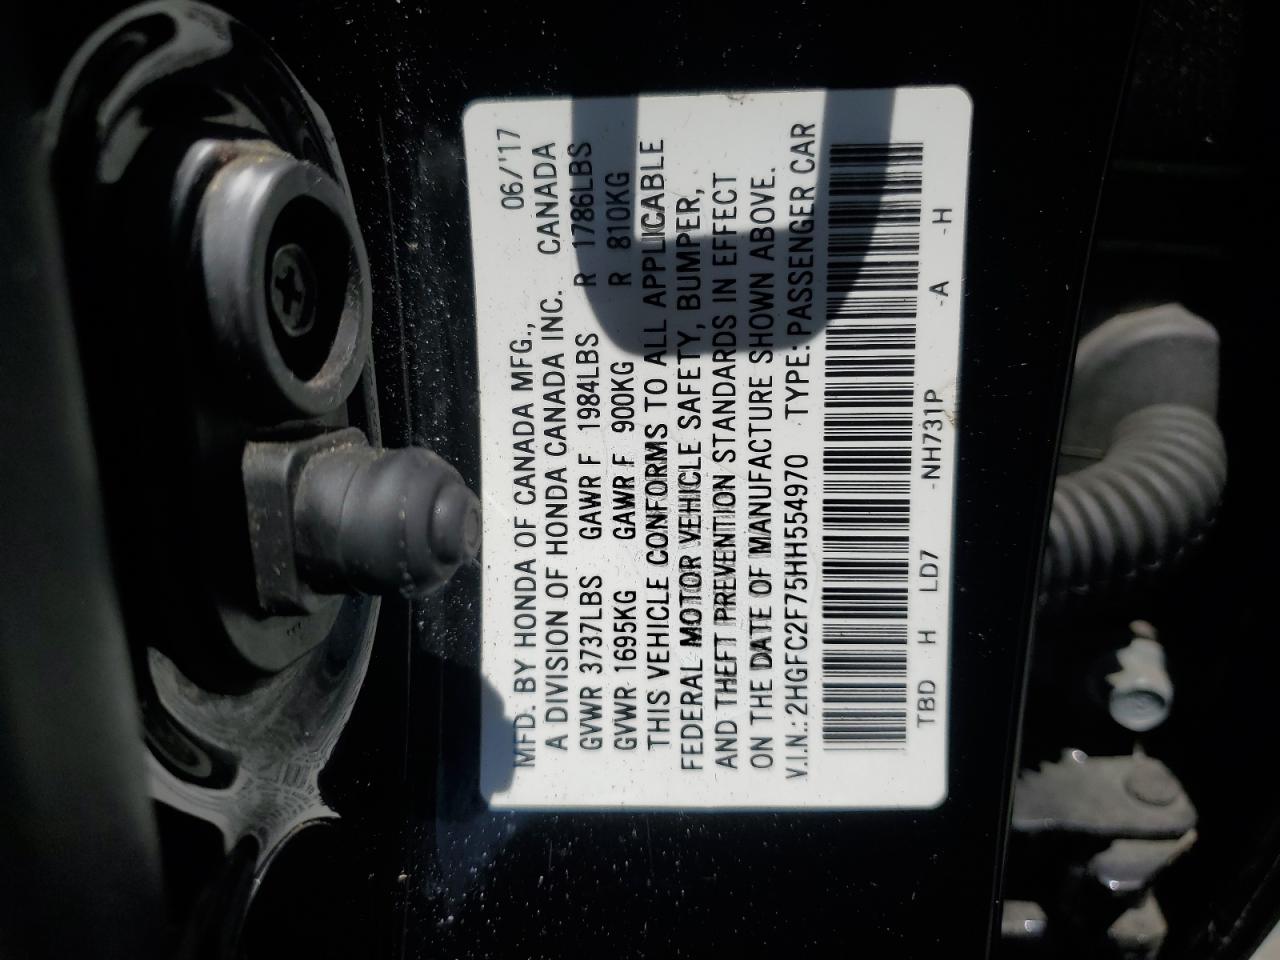 MFD. BY HONDA OF CANADA MFG., 06/'17
A DIVISION OF HONDA CANADA INC. CANADA
GVWR 3737LBS GAWR F 1984LBS R 1786LBS
GVWR 1695KG GAWR F 900KG R 810KG
THIS VEHICLE CONFORMS TO ALL APPLICABLE
FEDERAL MOTOR VEHICLE SAFETY, BUMPER,
AND THEFT PREVENTION STANDARDS IN EFFECT
ON THE DATE OF MANUFACTURE SHOWN ABOVE.
V.I.N.: 2HGFC2F75HH554970 TYPE: PASSENGER CAR
TBD H LD7 -NH731P -A -H